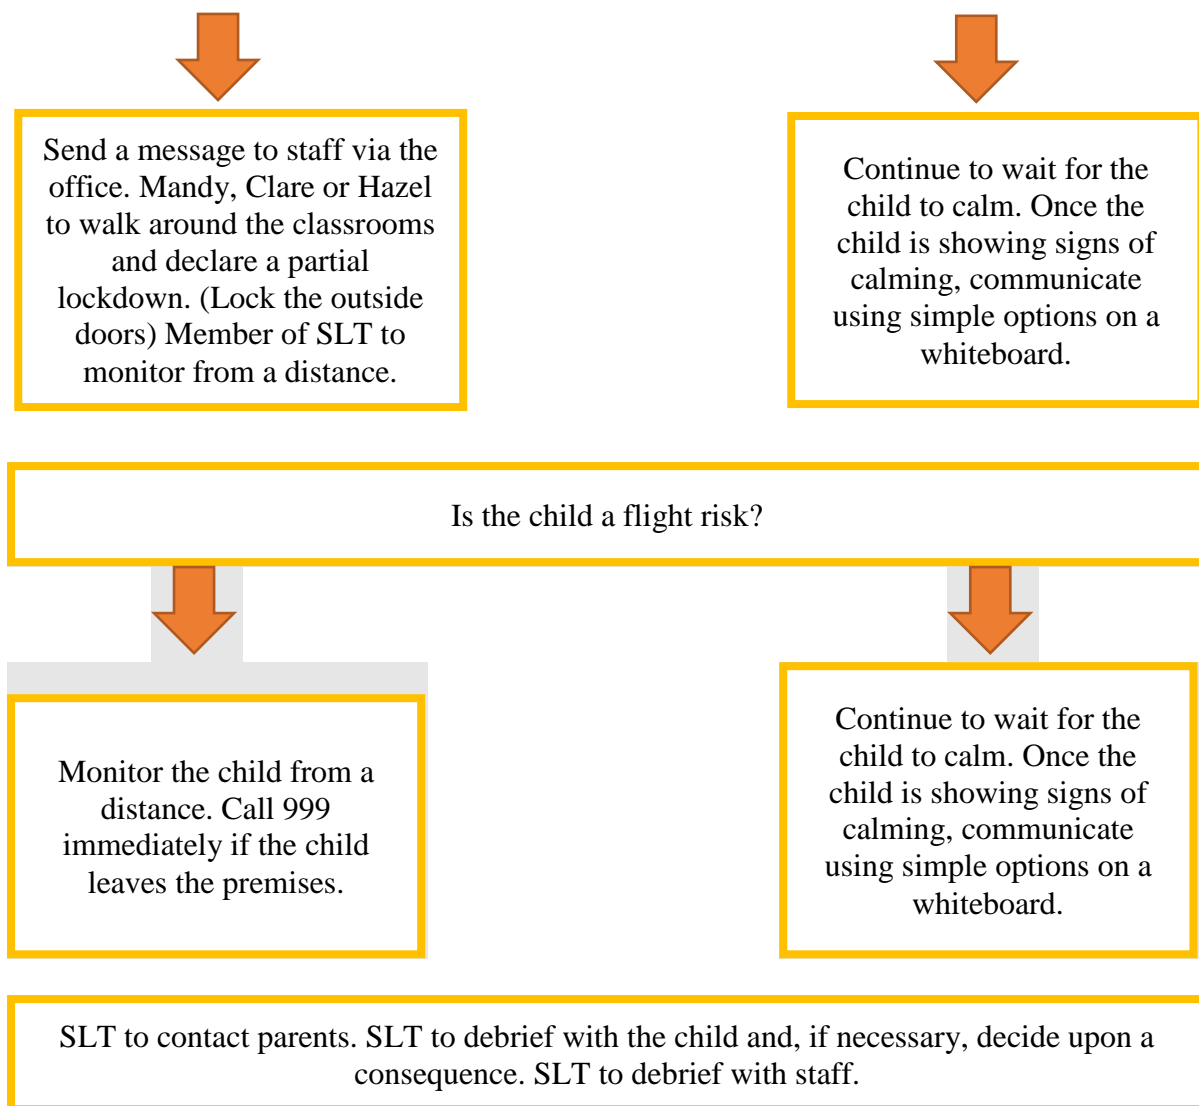 Send a message to staff via the
office. Mandy, Clare or Hazel
to walk around the classrooms
and declare a partial
lockdown. (Lock the outside
doors) Member of SLT to
monitor from a distance.
Continue to wait for the
child to calm. Once the
child is showing signs of
calming, communicate
using simple options on a
whiteboard.
Is the child a flight risk?
Monitor the child from a
distance. Call 999
immediately if the child
leaves the premises.
Continue to wait for the
child to calm. Once the
child is showing signs of
calming, communicate
using simple options on a
whiteboard.
SLT to contact parents. SLT to debrief with the child and, if necessary, decide upon a
consequence. SLT to debrief with staff.